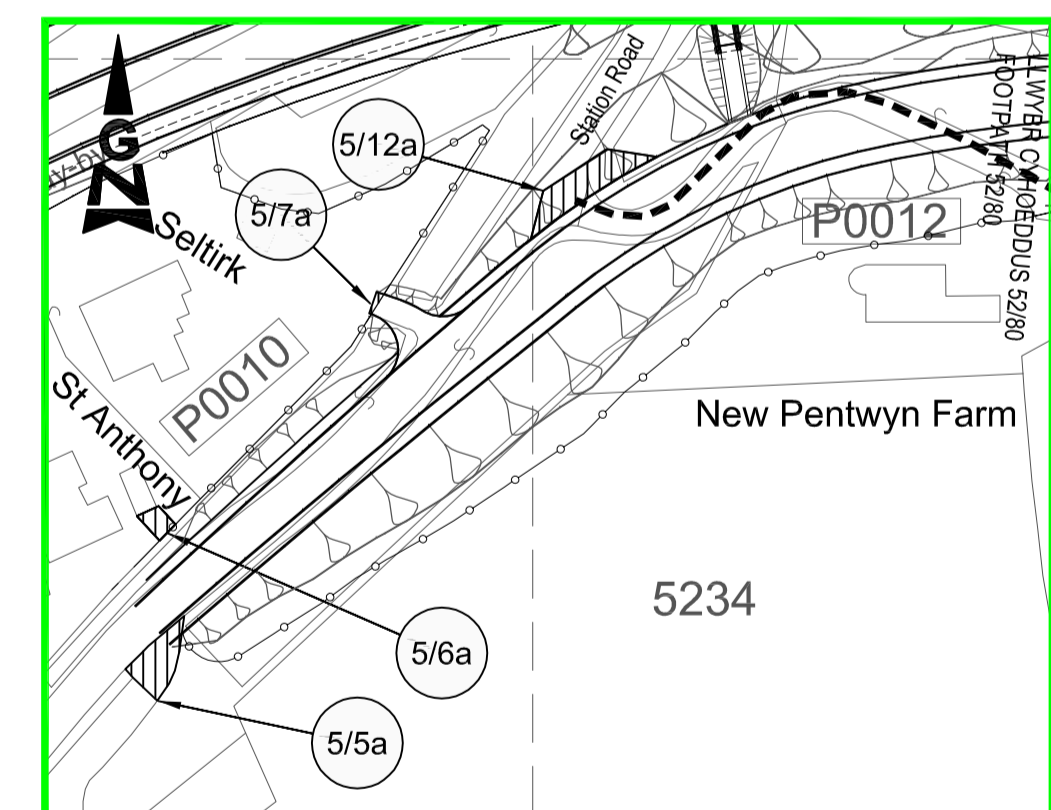 G
N
Station Road
5/12a
5/7a
Seltirk
P0010
St Anthony
P0012
LLWYBR CYHOEDDUS 52/80
FOOTPATH 52/80
New Pentwyn Farm
5234
5/6a
5/5a